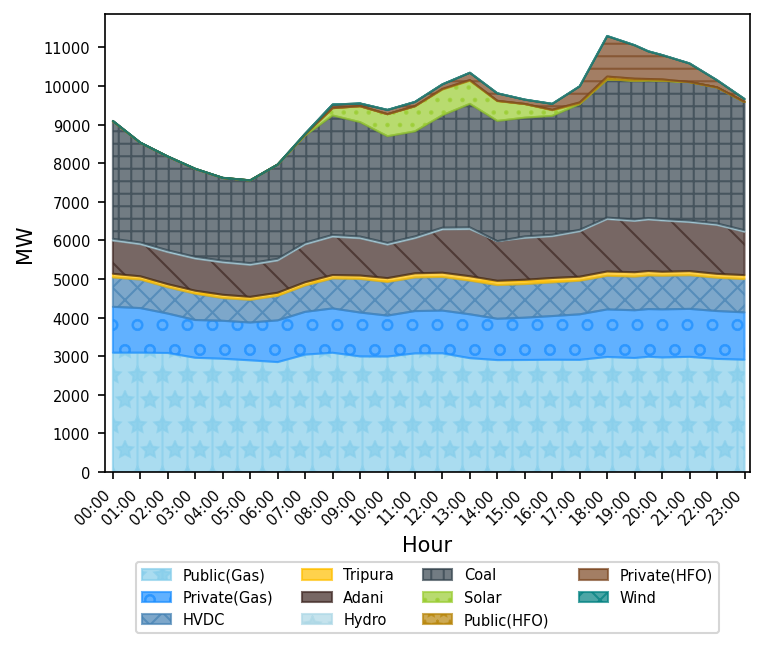 11000
10000
9000
8000
7000
6000
5000
4000
3000
2000
1000
0
MW
00:00 01:00 02:00 03:00 04:00 05:00 06:00 07:00 08:00 09:00 10:00 11:00 12:00 13:00 14:00 15:00 16:00 17:00 18:00 19:00 20:00 21:00 22:00 23:00
Hour
Public(Gas) Tripura Coal Private(HFO)
Private(Gas) Adani Solar Wind
HVDC Hydro Public(HFO)